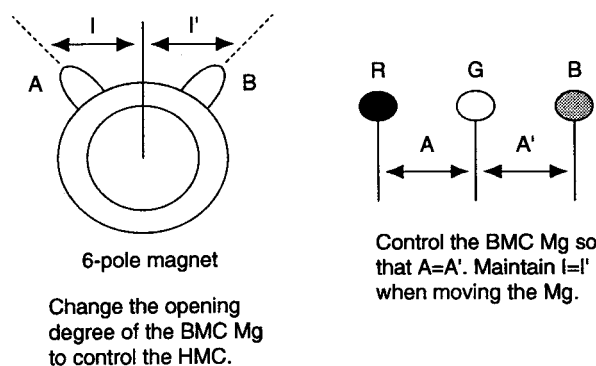 I I'
A B
R G B
A A'
6-pole magnet
Change the opening
degree of the BMC Mg
to control the HMC.
Control the BMC Mg so
that A=A'. Maintain I=I'
when moving the Mg.